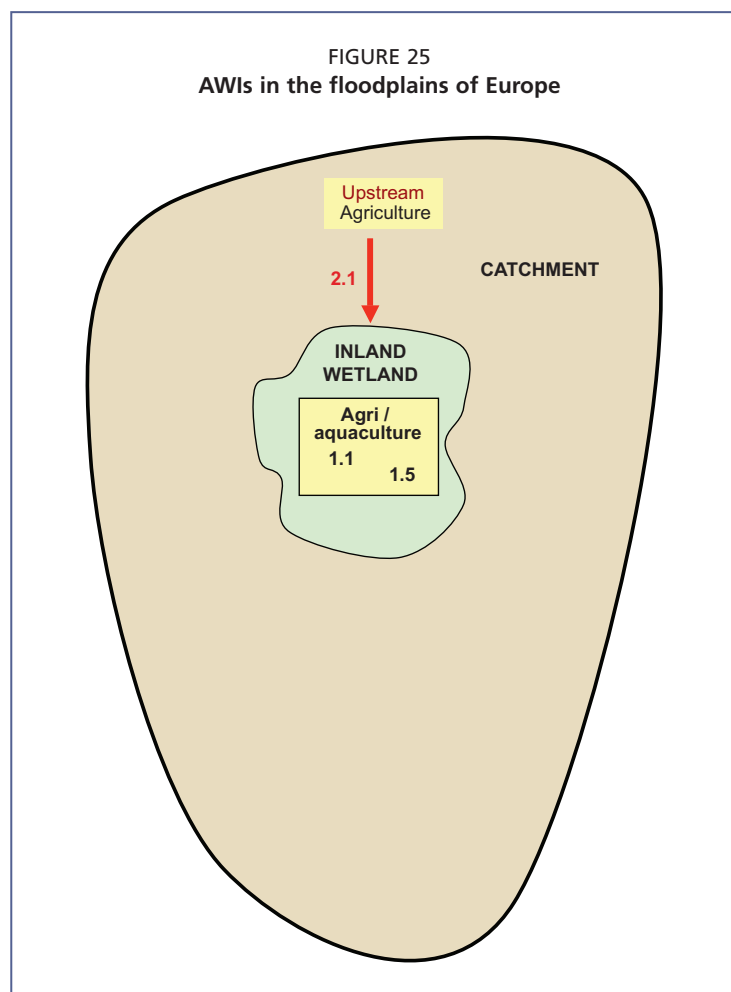 FIGURE 25
AWIs in the floodplains of Europe
Upstream
Agriculture
CATCHMENT
2.1
INLAND
WETLAND
Agri /
aquaculture
1.1
1.5